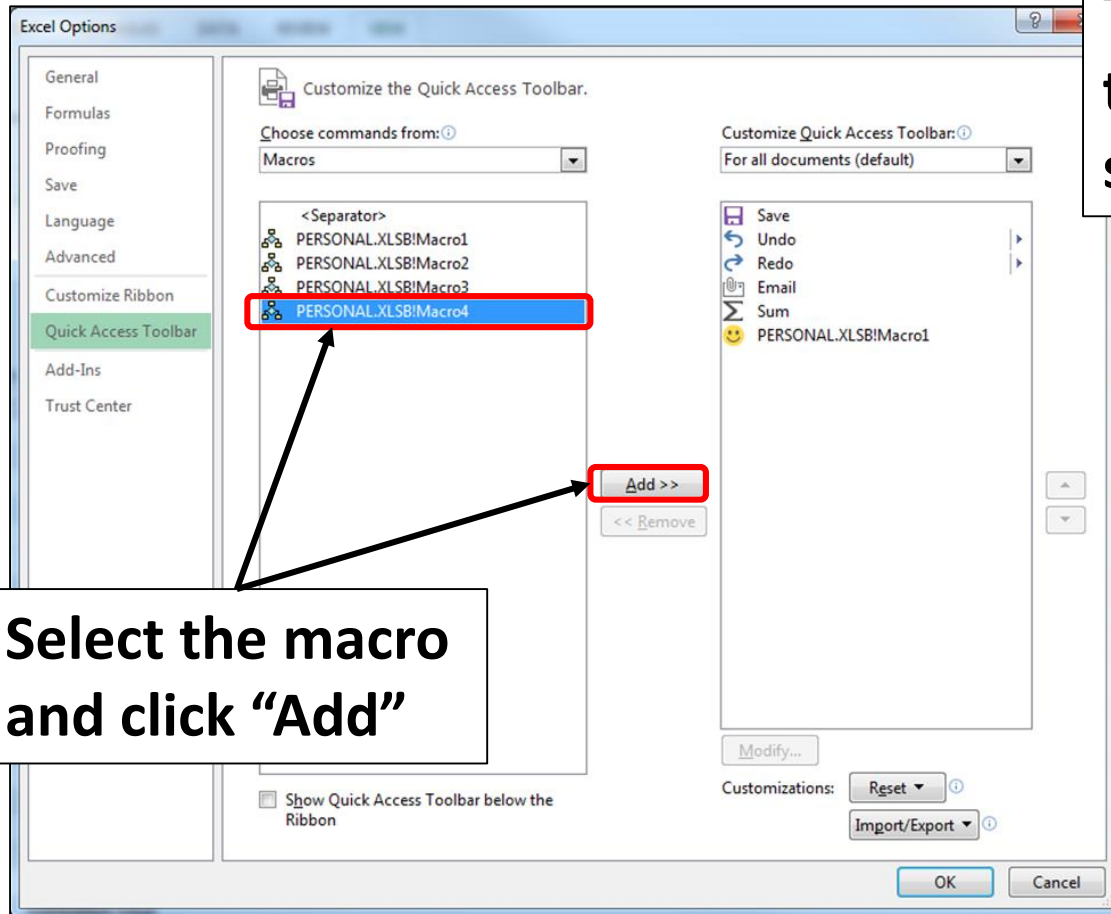 Excel Options
General
Formulas
Proofing
Save
Language
Advanced
Customize Ribbon
Quick Access Toolbar
Add-Ins
Trust Center
Customize the Quick Access Toolbar.
Choose commands from:
Macros
<Separator>
PERSONAL.XLSB!Macro1
PERSONAL.XLSB!Macro2
PERSONAL.XLSB!Macro3
PERSONAL.XLSB!Macro4
Add >>
<< Remove
Customize Quick Access Toolbar:
For all documents (default)
Save
Undo
Redo
Email
Sum
PERSONAL.XLSB!Macro1
Select the macro
and click “Add”
Show Quick Access Toolbar below the
Ribbon
Modify...
Customizations:
Reset
Import/Export
OK
Cancel